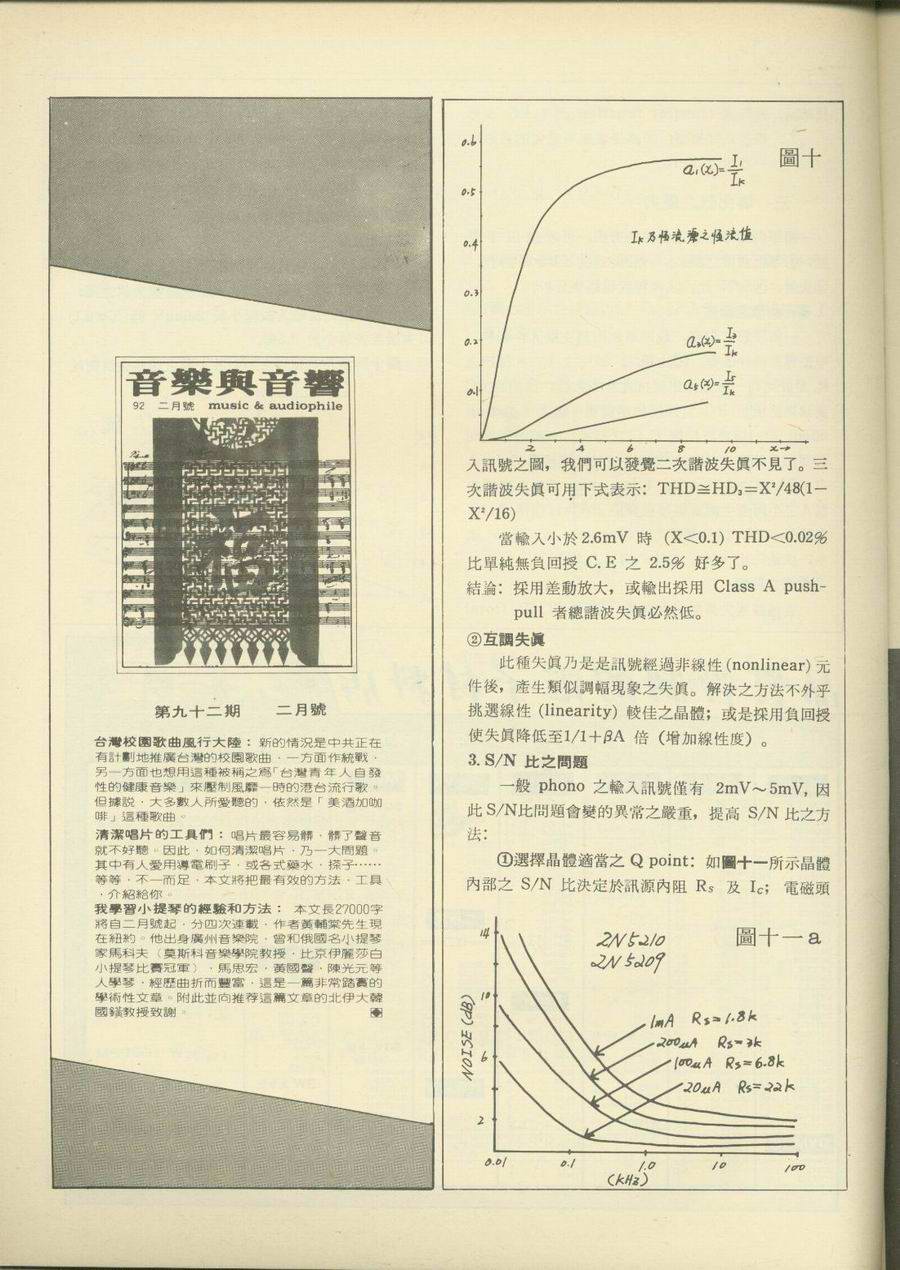 音樂與音響
92 二月號 music & audiophile
福
第九十二期 二月號
台灣校園歌曲風行大陸：新的情況是中共正在
有計劃地推廣台灣的校園歌曲，一方面作統戰，
另一方面也想用這種被稱之爲「台灣青年人自發
性的健康音樂」來壓制風靡一時的港台流行歌。
但據説，大多數人所愛聽的，依然是「美酒加咖
啡」這種歌曲。
清潔唱片的工具們：唱片最容易髒，髒了聲音
就不好聽。因此，如何清潔唱片，乃一大問題。
其中有人愛用導電刷子，或各式藥水，搽子……
等等，不一而足，本文將把最有效的方法、工具
，介紹給你。
我學習小提琴的經驗和方法： 本文長27000字
將自二月號起，分四次連載，作者黃輔棠先生現
在紐約。他出身廣州音樂院，曾和俄國名小提琴
家馬科夫（莫斯科音樂學院教授，比京伊麗莎白
小提琴比賽冠軍），馬思宏，黃國聲，陳光元等
人學琴，經歷曲折而豐富，這是一篇非常踏實的
學術性文章。附此並向推荐這篇文章的北伊大韓
國鐄教授致謝。
圖十
0.6
0.5
0.4
0.3
0.2
0.1
a₁(x)=I₁/Iₖ
Iₖ 乃恒流源之恒流值
a₃(x)=I₃/Iₖ
a₅(x)=I₅/Iₖ
2 4 6 8 10 x→
入訊號之圖，我們可以發覺二次諧波失眞不見了。三
次諧波失眞可用下式表示：THD≅HD₃=X²/48(1−
X²/16)
當輸入小於 2.6mV 時 (X<0.1) THD<0.02%
比單純無負回授 C.E 之 2.5% 好多了。
結論：採用差動放大，或輸出採用 Class A push-
pull 者總諧波失眞必然低。
②互調失眞
此種失眞乃是是訊號經過非線性(nonlinear)元
件後，產生類似調幅現象之失眞。解決之方法不外乎
挑選線性 (linearity) 較佳之晶體；或是採用負回授
使失眞降低至1/1+βA 倍（增加線性度）。
3. S/N 比之問題
一般 phono 之輸入訊號僅有 2mV～5mV, 因
此S/N比問題會變的異常之嚴重，提高 S/N 比之方
法：
①選擇晶體適當之 Q point：如圖十一所示晶體
內部之 S/N 比決定於訊源內阻 Rs 及 Ic；電磁頭
圖十一a
2N5210
2N5209
NOISE (dB)
14
10
6
2
1mA Rs=1.8k
200uA Rs=3k
100uA Rs=6.8k
20uA Rs=22k
0.01 0.1 1.0 10 100
(kHz)